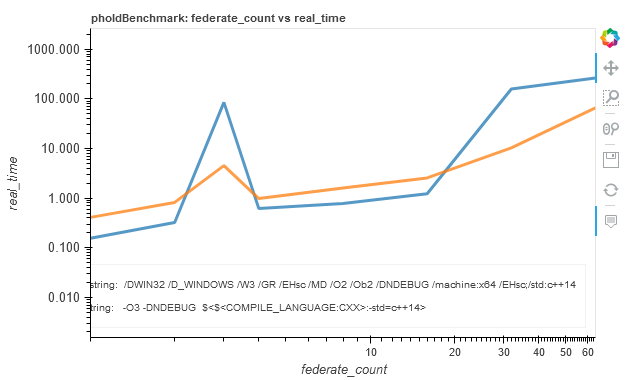 pholdBenchmark: federate_count vs real_time
1000.000
100.000
10.000
1.000
0.100
0.010
real_time
string: /DWIN32 /D_WINDOWS /W3 /GR /EHsc /MD /O2 /Ob2 /DNDEBUG /machine:x64 /EHsc;/std:c++14
tring: -O3 -DNDEBUG $<$<COMPILE_LANGUAGE:CXX>:-std=c++14>
10 20 30 40 50 60
federate_count